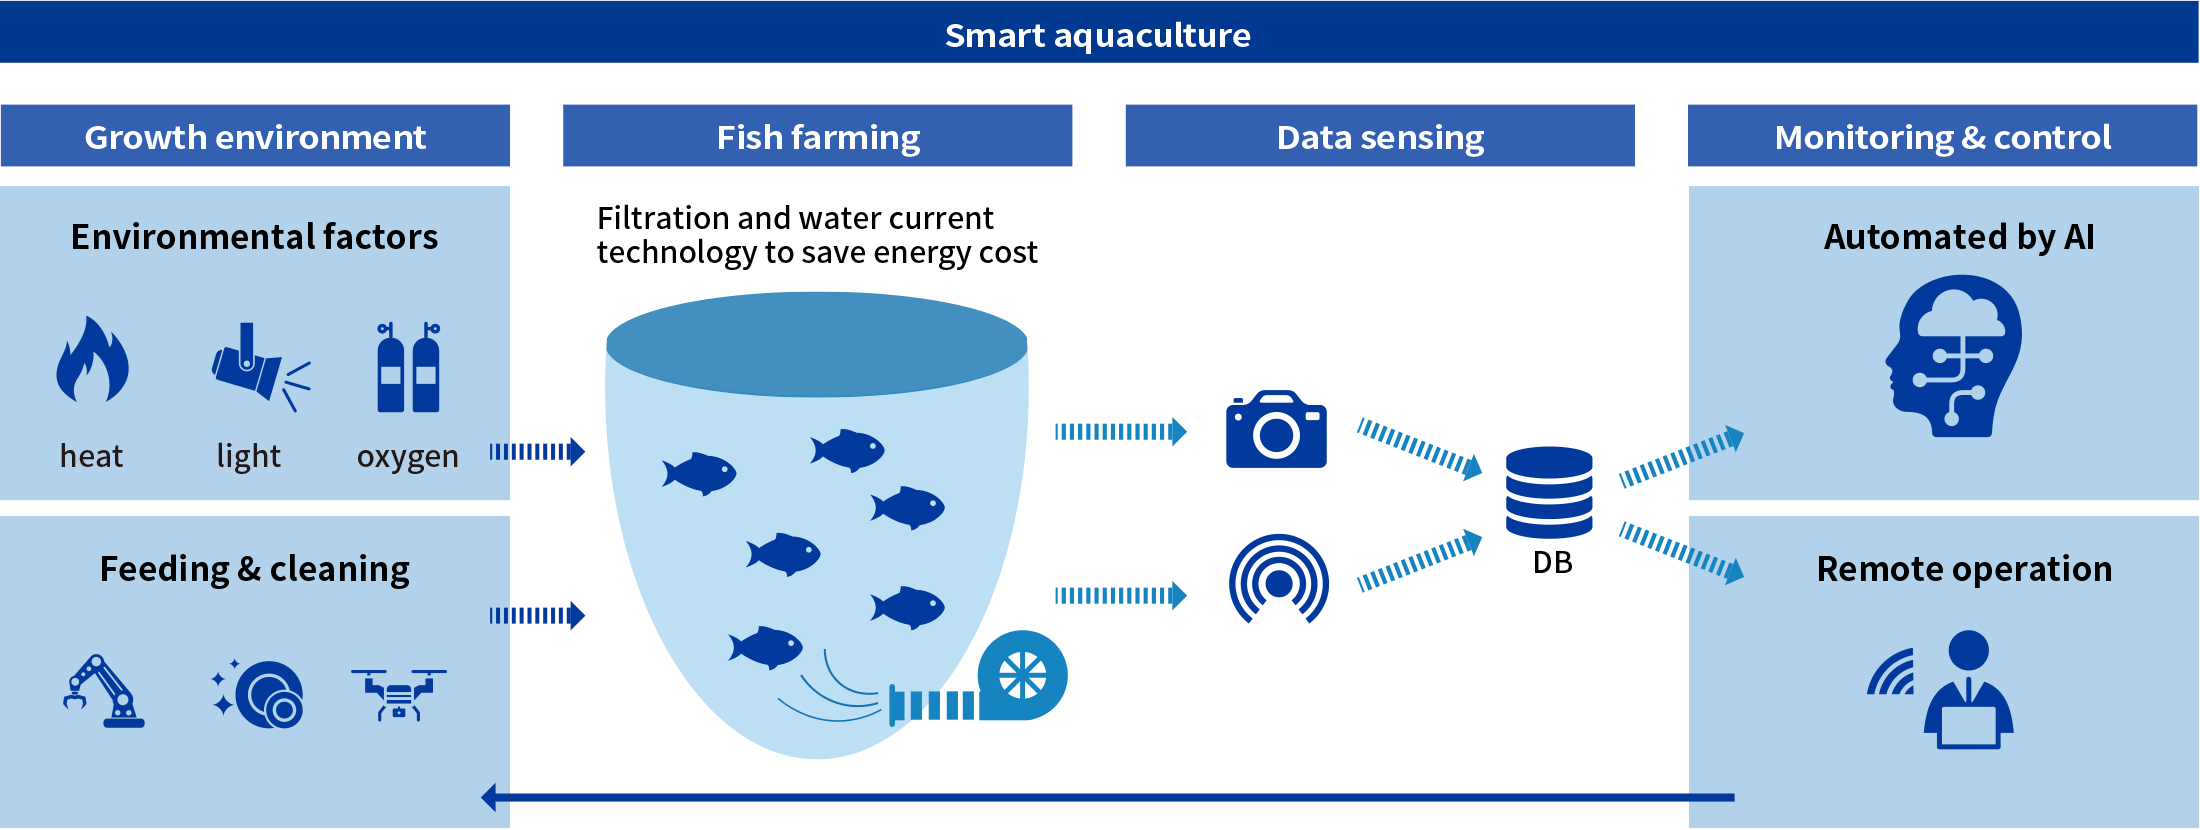 Smart aquaculture
Growth environment
Environmental factors
heat
light
oxygen
Feeding & cleaning
Fish farming
Filtration and water current
technology to save energy cost
Data sensing
DB
Monitoring & control
Automated by AI
Remote operation